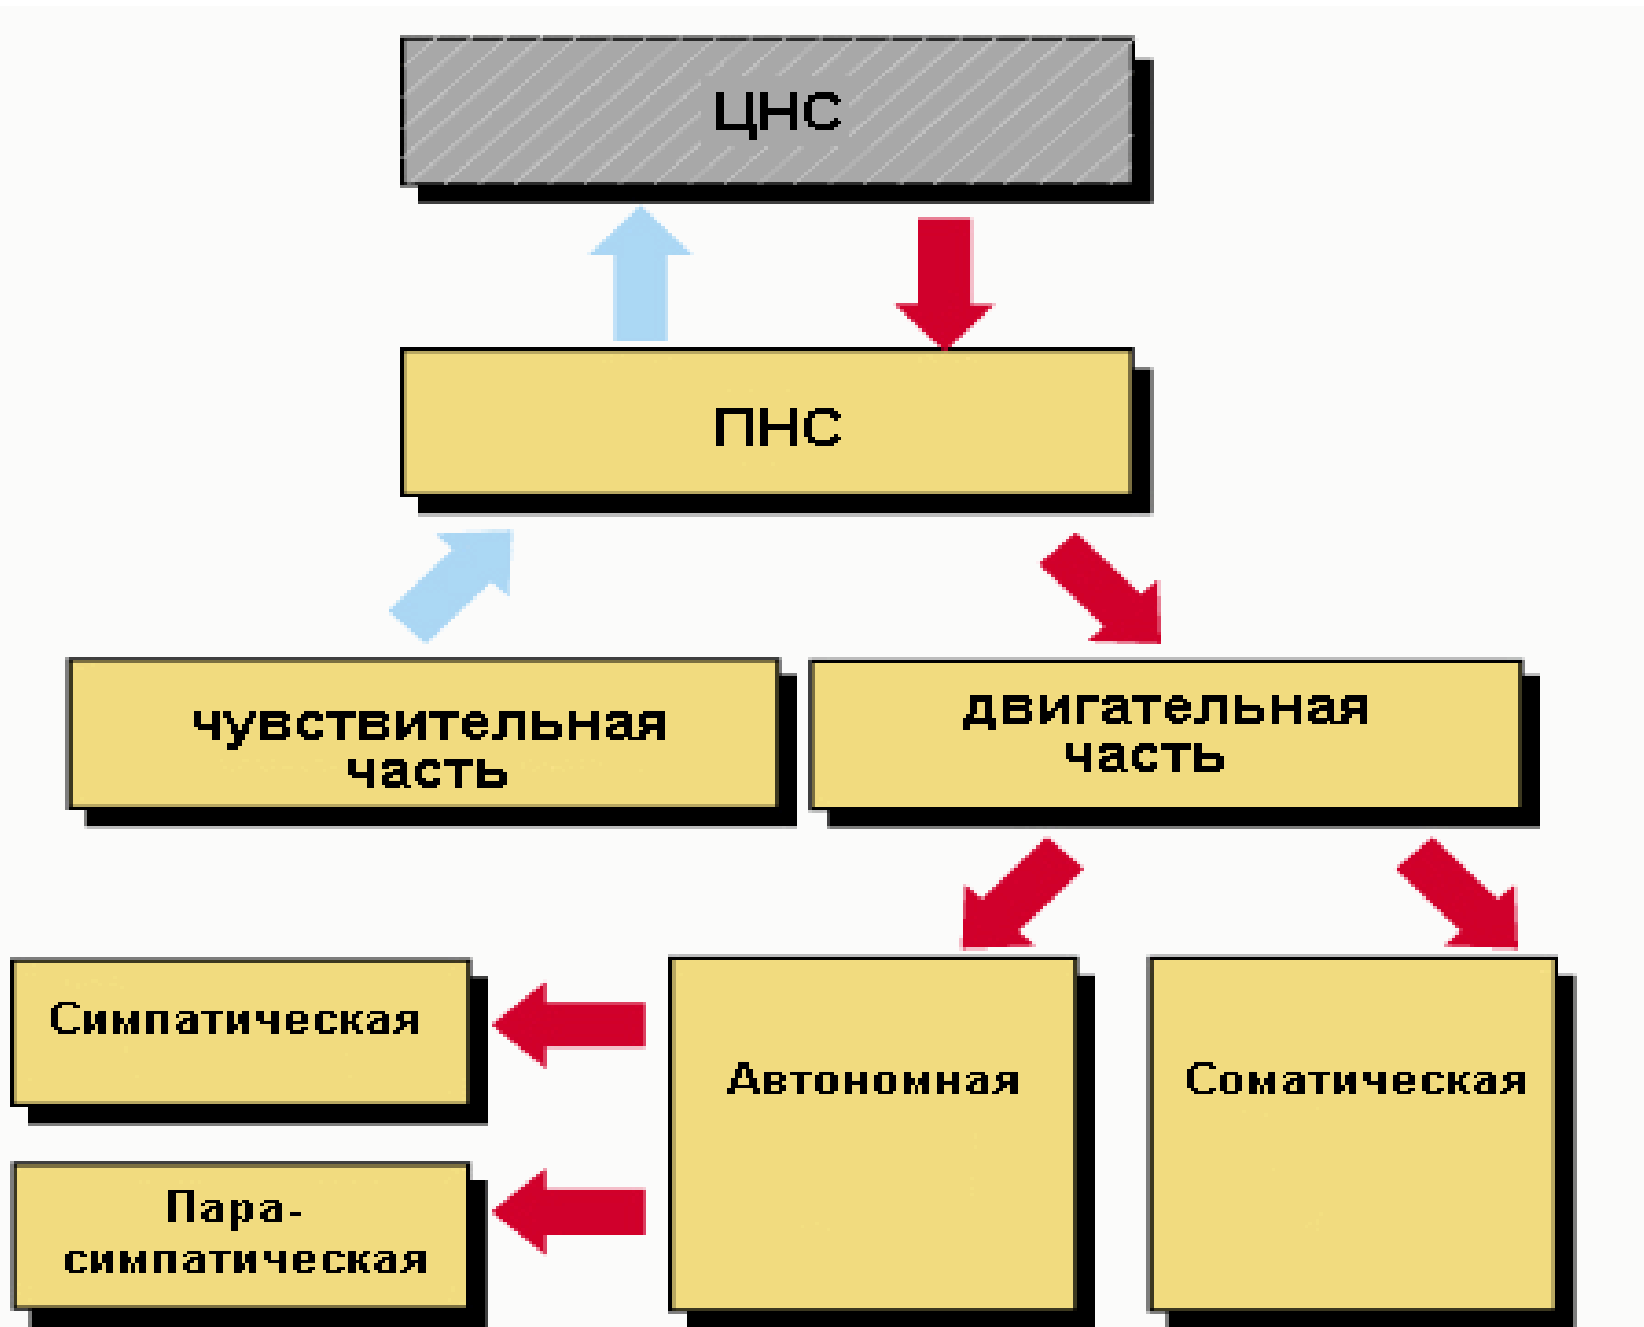 ЦНС
ПНС
чувствительная
часть
двигательная
часть
Симпатическая
Автономная
Соматическая
Пара-
симпатическая